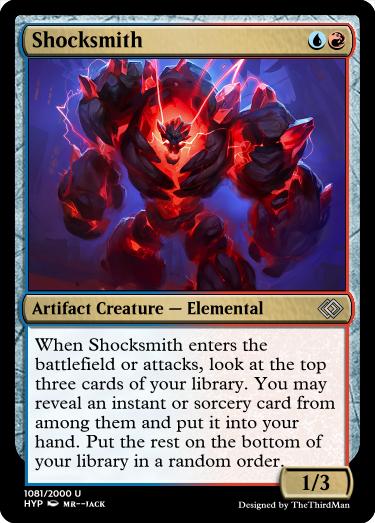 Shocksmith
Artifact Creature — Elemental
When Shocksmith enters the
battlefield or attacks, look at the top
three cards of your library. You may
reveal an instant or sorcery card from
among them and put it into your
hand. Put the rest on the bottom of
your library in a random order.
1/3
1081/2000 U
HYP MR--JACK
Designed by TheThirdMan